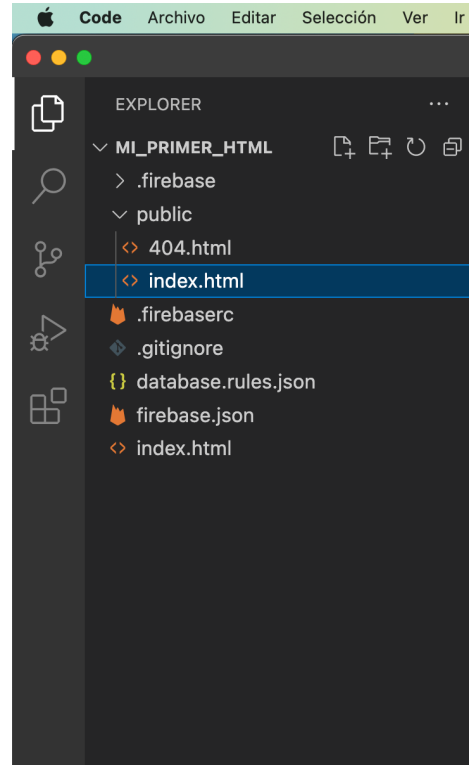 Code Archivo Editar Selección Ver Ir
EXPLORER
MI_PRIMER_HTML
.firebase
public
404.html
index.html
.firebaserc
.gitignore
database.rules.json
firebase.json
index.html